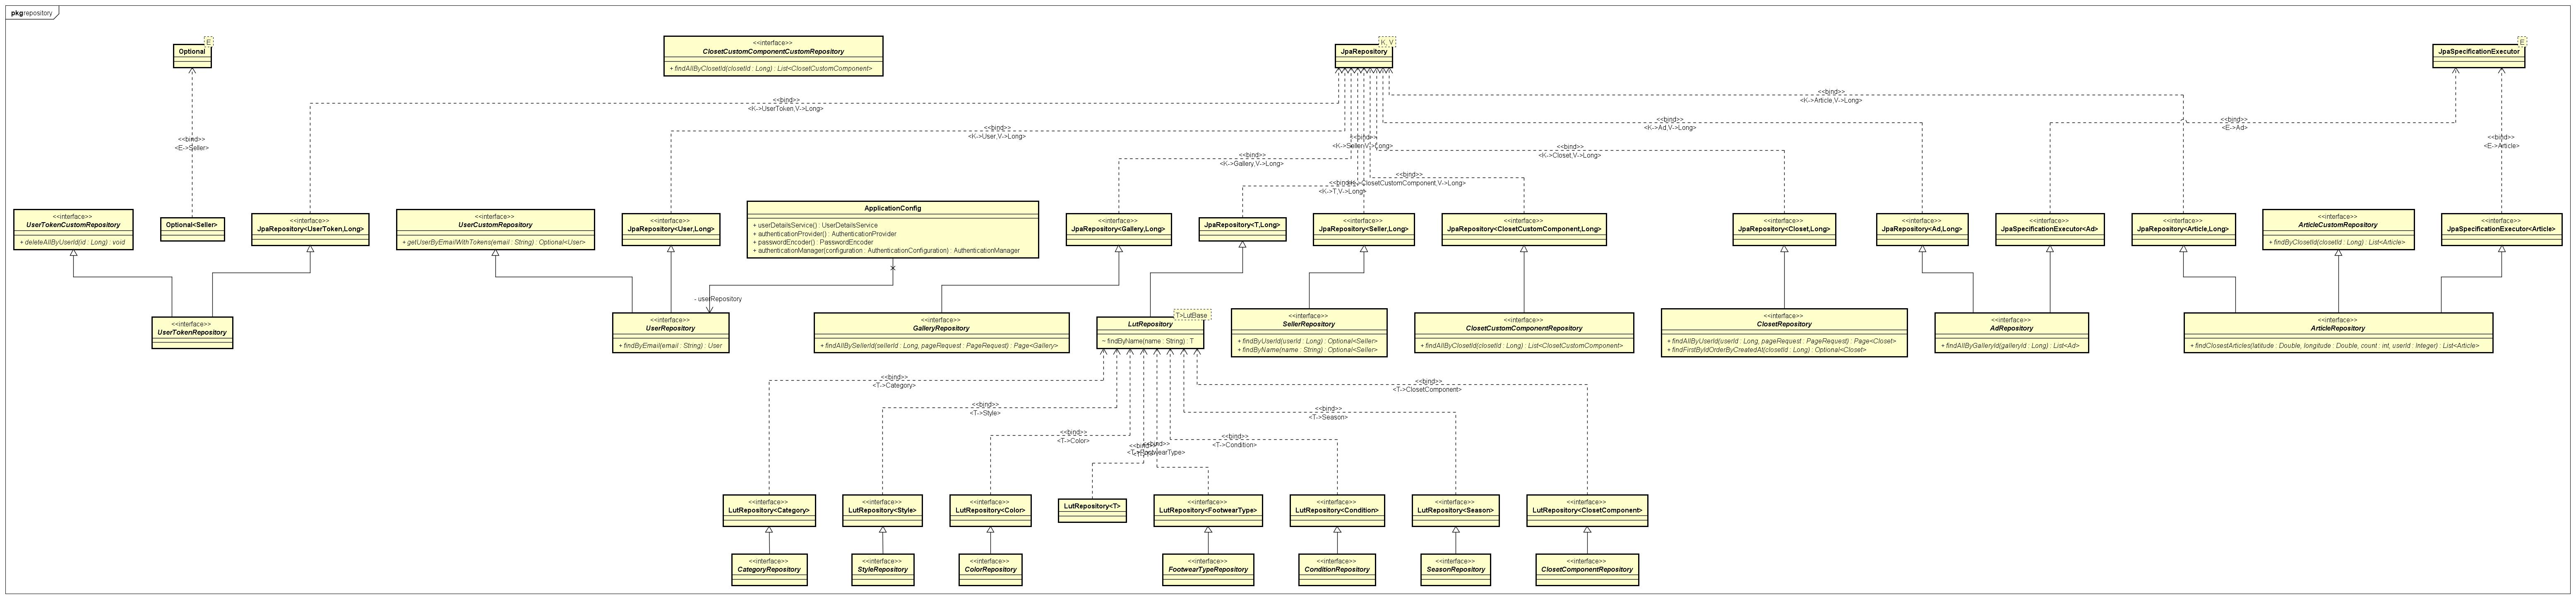 pkg repository
E
Optional
<<interface>>
ClosetCustomComponentCustomRepository
+ findAllByClosetId(closetId : Long) : List<ClosetCustomComponent>
K, V
JpaRepository
E
JpaSpecificationExecutor
<<bind>>
<E->Seller>
<<bind>>
<K->UserToken,V->Long>
<<bind>>
<K->User,V->Long>
<<bind>>
<K->Gallery,V->Long>
<<bind>>
<K->Seller,V->Long>
<<bind>>
<K->T,V->Long>
<K->ClosetCustomComponent,V->Long>
<<bind>>
<<bind>>
<K->Closet,V->Long>
<<bind>>
<K->Ad,V->Long>
<<bind>>
<K->Article,V->Long>
<<bind>>
<E->Ad>
<<bind>>
<E->Article>
<<interface>>
UserTokenCustomRepository
+ deleteAllByUserId(id : Long) : void
Optional<Seller>
<<interface>>
JpaRepository<UserToken,Long>
<<interface>>
UserCustomRepository
+ getUserByEmailWithTokens(email : String) : Optional<User>
<<interface>>
JpaRepository<User,Long>
ApplicationConfig
+ userDetailsService() : UserDetailsService
+ authenticationProvider() : AuthenticationProvider
+ passwordEncoder() : PasswordEncoder
+ authenticationManager(configuration : AuthenticationConfiguration) : AuthenticationManager
<<interface>>
JpaRepository<Gallery,Long>
JpaRepository<T,Long>
<<interface>>
JpaRepository<Seller,Long>
<<interface>>
JpaRepository<ClosetCustomComponent,Long>
<<interface>>
JpaRepository<Closet,Long>
<<interface>>
JpaRepository<Ad,Long>
<<interface>>
JpaSpecificationExecutor<Ad>
<<interface>>
JpaRepository<Article,Long>
<<interface>>
ArticleCustomRepository
+ findByClosetId(closetId : Long) : List<Article>
<<interface>>
JpaSpecificationExecutor<Article>
- userRepository
<<interface>>
UserTokenRepository
<<interface>>
UserRepository
+ findByEmail(email : String) : User
<<interface>>
GalleryRepository
+ findAllBySellerId(sellerId : Long, pageRequest : PageRequest) : Page<Gallery>
T>LutBase
LutRepository
~ findByName(name : String) : T
<<interface>>
SellerRepository
+ findByUserId(userId : Long) : Optional<Seller>
+ findByName(name : String) : Optional<Seller>
<<interface>>
ClosetCustomComponentRepository
+ findAllByClosetId(closetId : Long) : List<ClosetCustomComponent>
<<interface>>
ClosetRepository
+ findAllByUserId(userId : Long, pageRequest : PageRequest) : Page<Closet>
+ findFirstByIdOrderByCreatedAt(closetId : Long) : Optional<Closet>
<<interface>>
AdRepository
+ findAllByGalleryId(galleryId : Long) : List<Ad>
<<interface>>
ArticleRepository
+ findClosestArticles(latitude : Double, longitude : Double, count : int, userId : Integer) : List<Article>
<<bind>>
<T->Category>
<<bind>>
<T->Style>
<<bind>>
<T->Color>
<<bind>>
<<bind>>
<T->FootwearType>
<<bind>>
<T->Condition>
<<bind>>
<T->Season>
<<bind>>
<T->ClosetComponent>
<<interface>>
LutRepository<Category>
<<interface>>
LutRepository<Style>
<<interface>>
LutRepository<Color>
LutRepository<T>
<<interface>>
LutRepository<FootwearType>
<<interface>>
LutRepository<Condition>
<<interface>>
LutRepository<Season>
<<interface>>
LutRepository<ClosetComponent>
<<interface>>
CategoryRepository
<<interface>>
StyleRepository
<<interface>>
ColorRepository
<<interface>>
FootwearTypeRepository
<<interface>>
ConditionRepository
<<interface>>
SeasonRepository
<<interface>>
ClosetComponentRepository